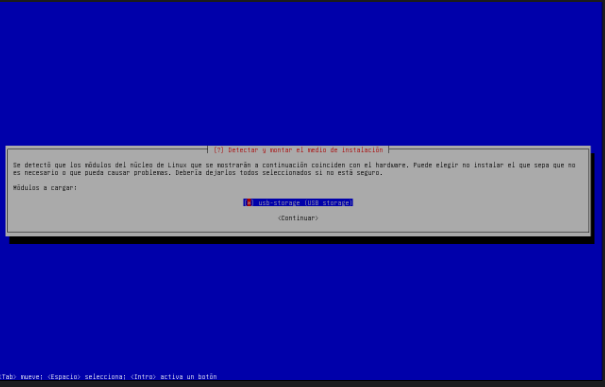 [?] Detectar y montar el medio de instalación
Se detectó que los módulos del núcleo de Linux que se mostrarán a continuación coinciden con el hardware. Puede elegir no instalar el que sepa que no
es necesario o que pueda causar problemas. Debería dejarlos todos seleccionados si no está seguro.
Módulos a cargar:
[*] usb-storage (USB storage)
<Continuar>
<Tab> mueve; <Espacio> selecciona; <Intro> activa un botón